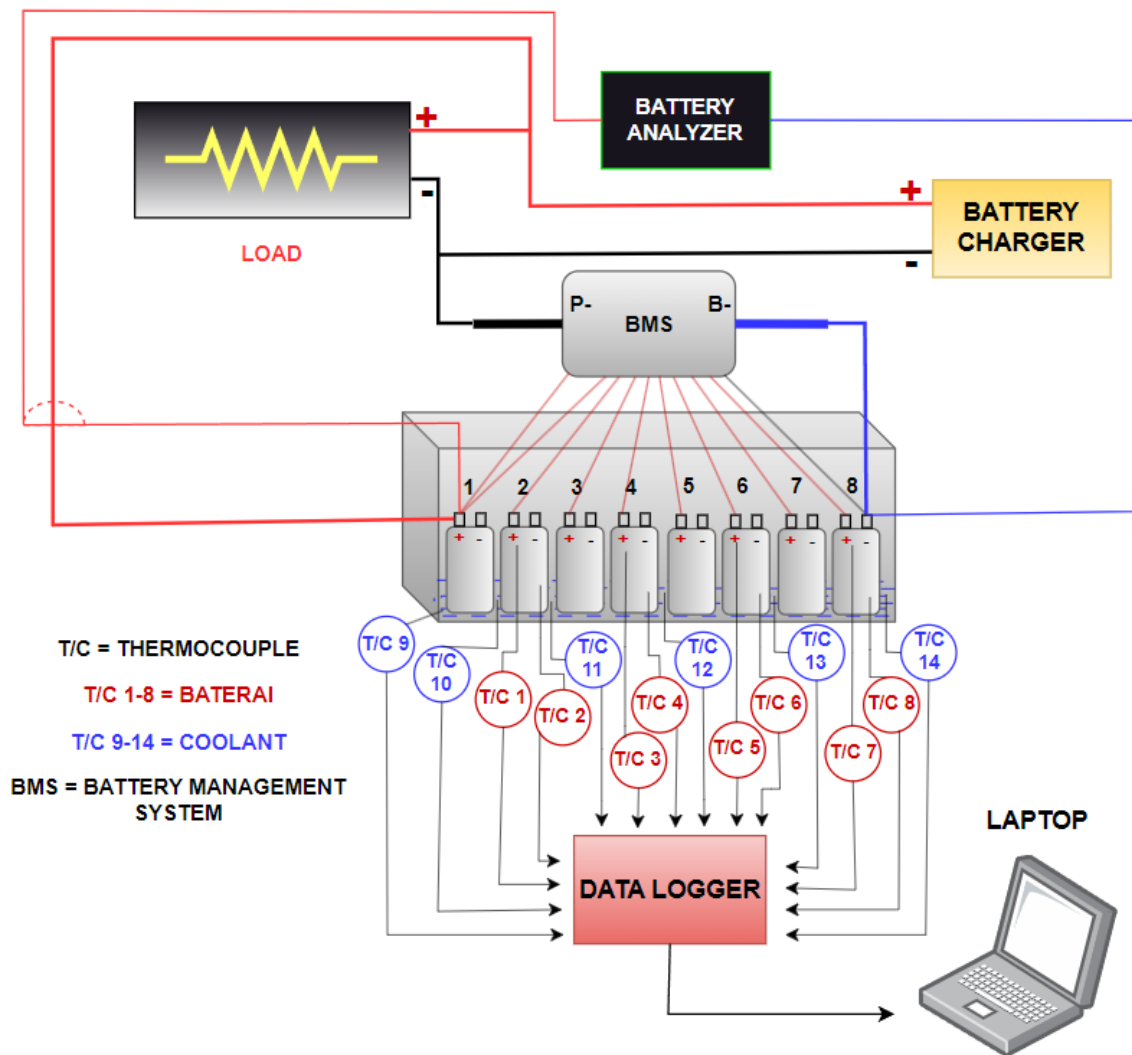 BATTERY
ANALYZER
+
-
LOAD
+
BATTERY
CHARGER
-
P-
BMS
B-
1
2
3
4
5
6
7
8
+ -
+ -
+ -
+ -
+ -
+ -
+ -
+ -
T/C 9
T/C
10
T/C 1
T/C 2
T/C
11
T/C 3
T/C 4
T/C
12
T/C 5
T/C 6
T/C
13
T/C 7
T/C 8
T/C
14
T/C = THERMOCOUPLE
T/C 1-8 = BATERAI
T/C 9-14 = COOLANT
BMS = BATTERY MANAGEMENT
SYSTEM
DATA LOGGER
LAPTOP